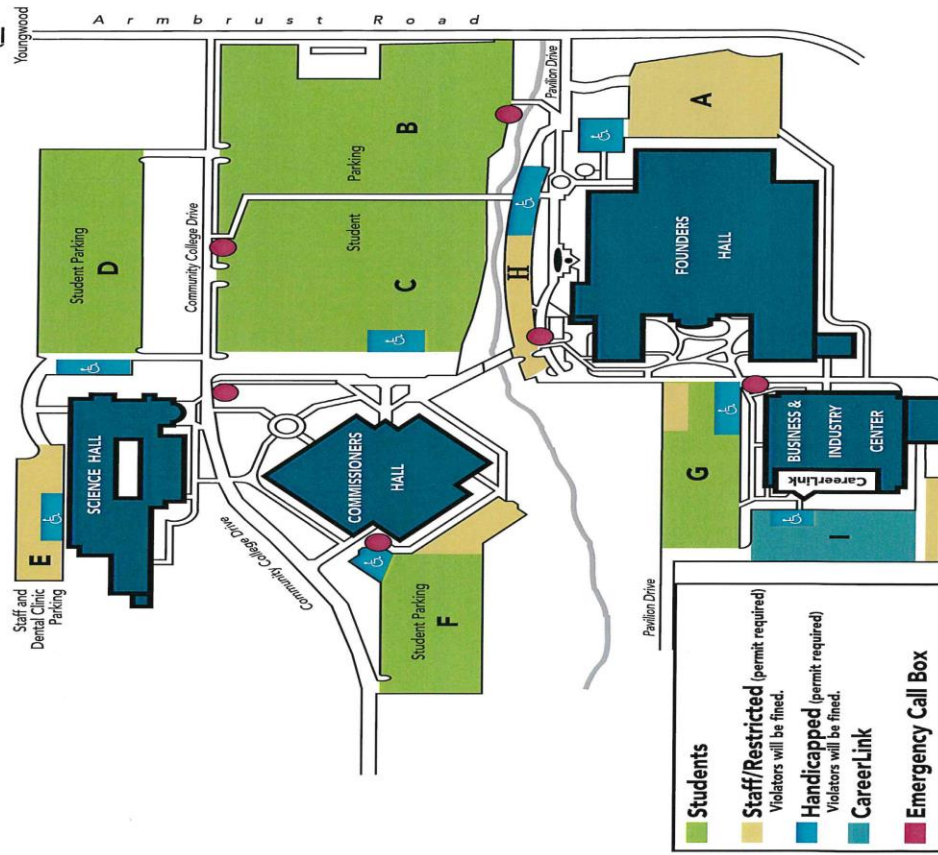 Youngwood
Armbrust Road
Student Parking
D
Community College Drive
B
Parking
Student
C
Pavilion Drive
A
H
FOUNDERS
HALL
SCIENCE HALL
E
Staff and
Dental Clinic
Parking
COMMISSIONERS
HALL
Community College Drive
Student Parking
F
G
BUSINESS &
INDUSTRY
CENTER
CareerLink
I
Pavilion Drive
Students
Staff/Restricted (permit required)
Violators will be fined.
Handicapped (permit required)
Violators will be fined.
CareerLink
Emergency Call Box